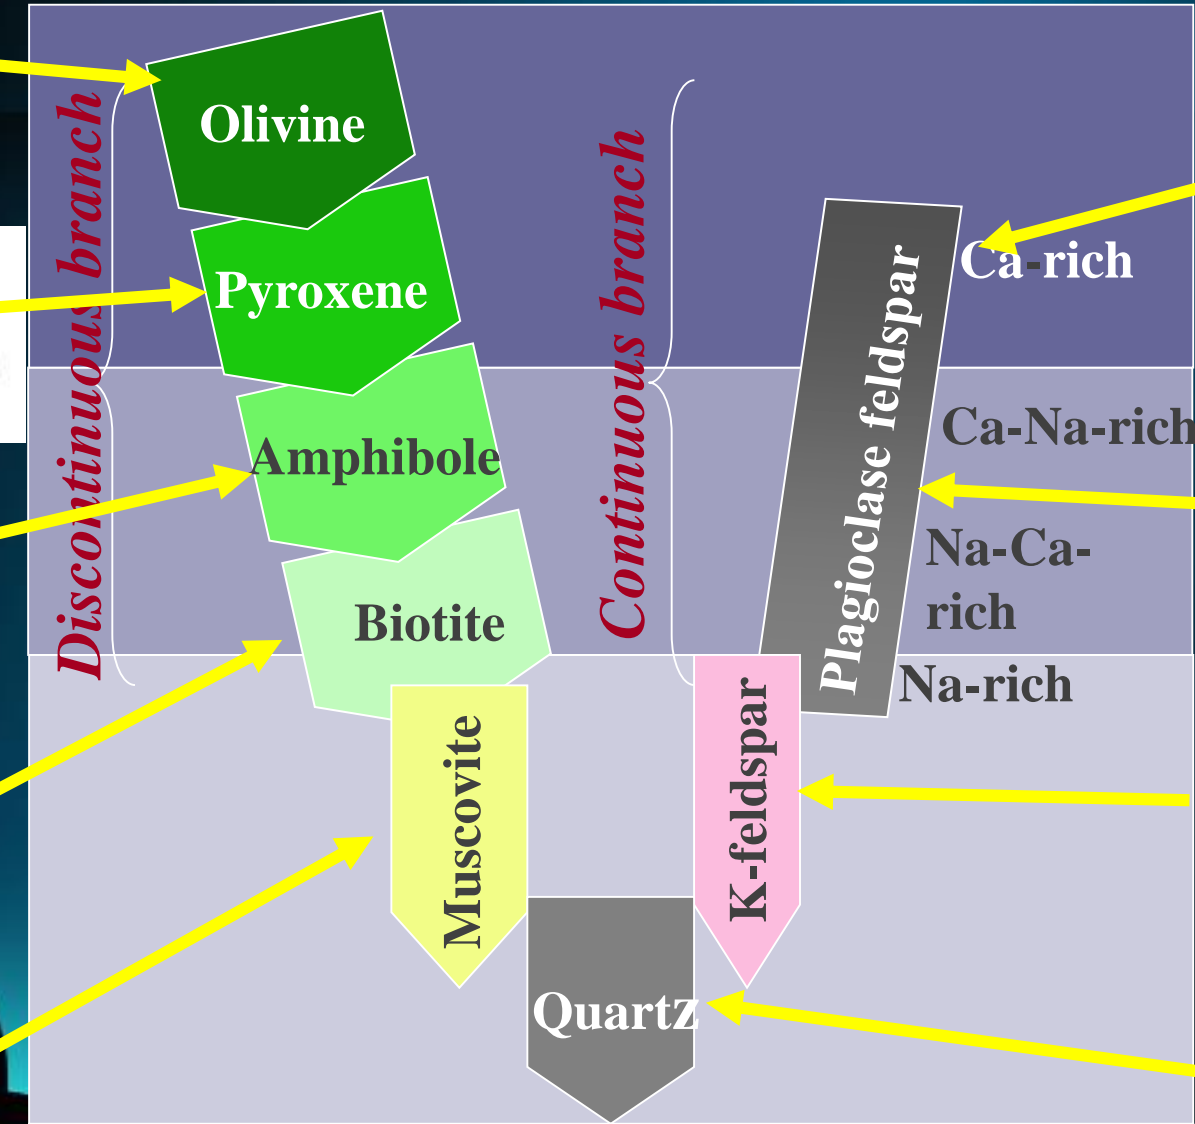 Discontinuous branch
Olivine
Pyroxene
Amphibole
Biotite
Muscovite
Continuous branch
Plagioclase feldspar
Ca-rich
Ca-Na-rich
Na-Ca-
rich
Na-rich
K-feldspar
Quartz